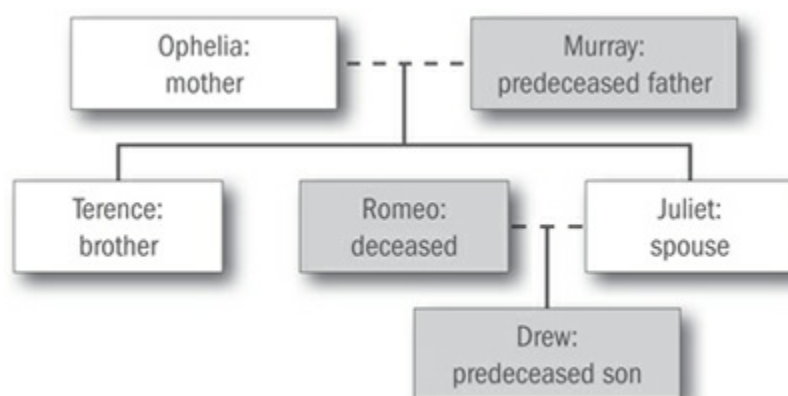 Ophelia:
mother
Murray:
predeceased father
Terence:
brother
Romeo:
deceased
Juliet:
spouse
Drew:
predeceased son